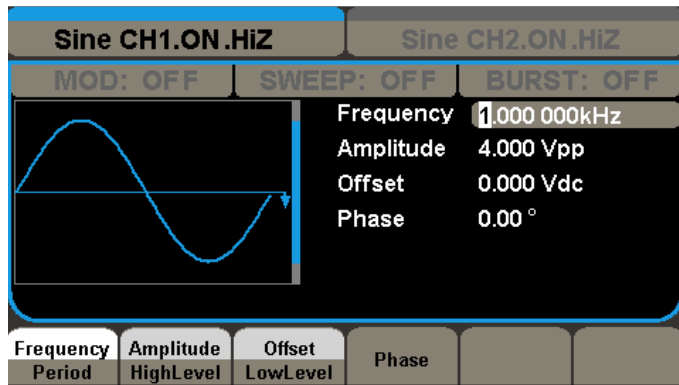 Sine CH1.ON.HiZ
Sine CH2.ON.HiZ
MOD: OFF
SWEEP: OFF
BURST: OFF
Frequency 1.000 000kHz
Amplitude 4.000 Vpp
Offset 0.000 Vdc
Phase 0.00 °
Frequency
Period
Amplitude
HighLevel
Offset
LowLevel
Phase